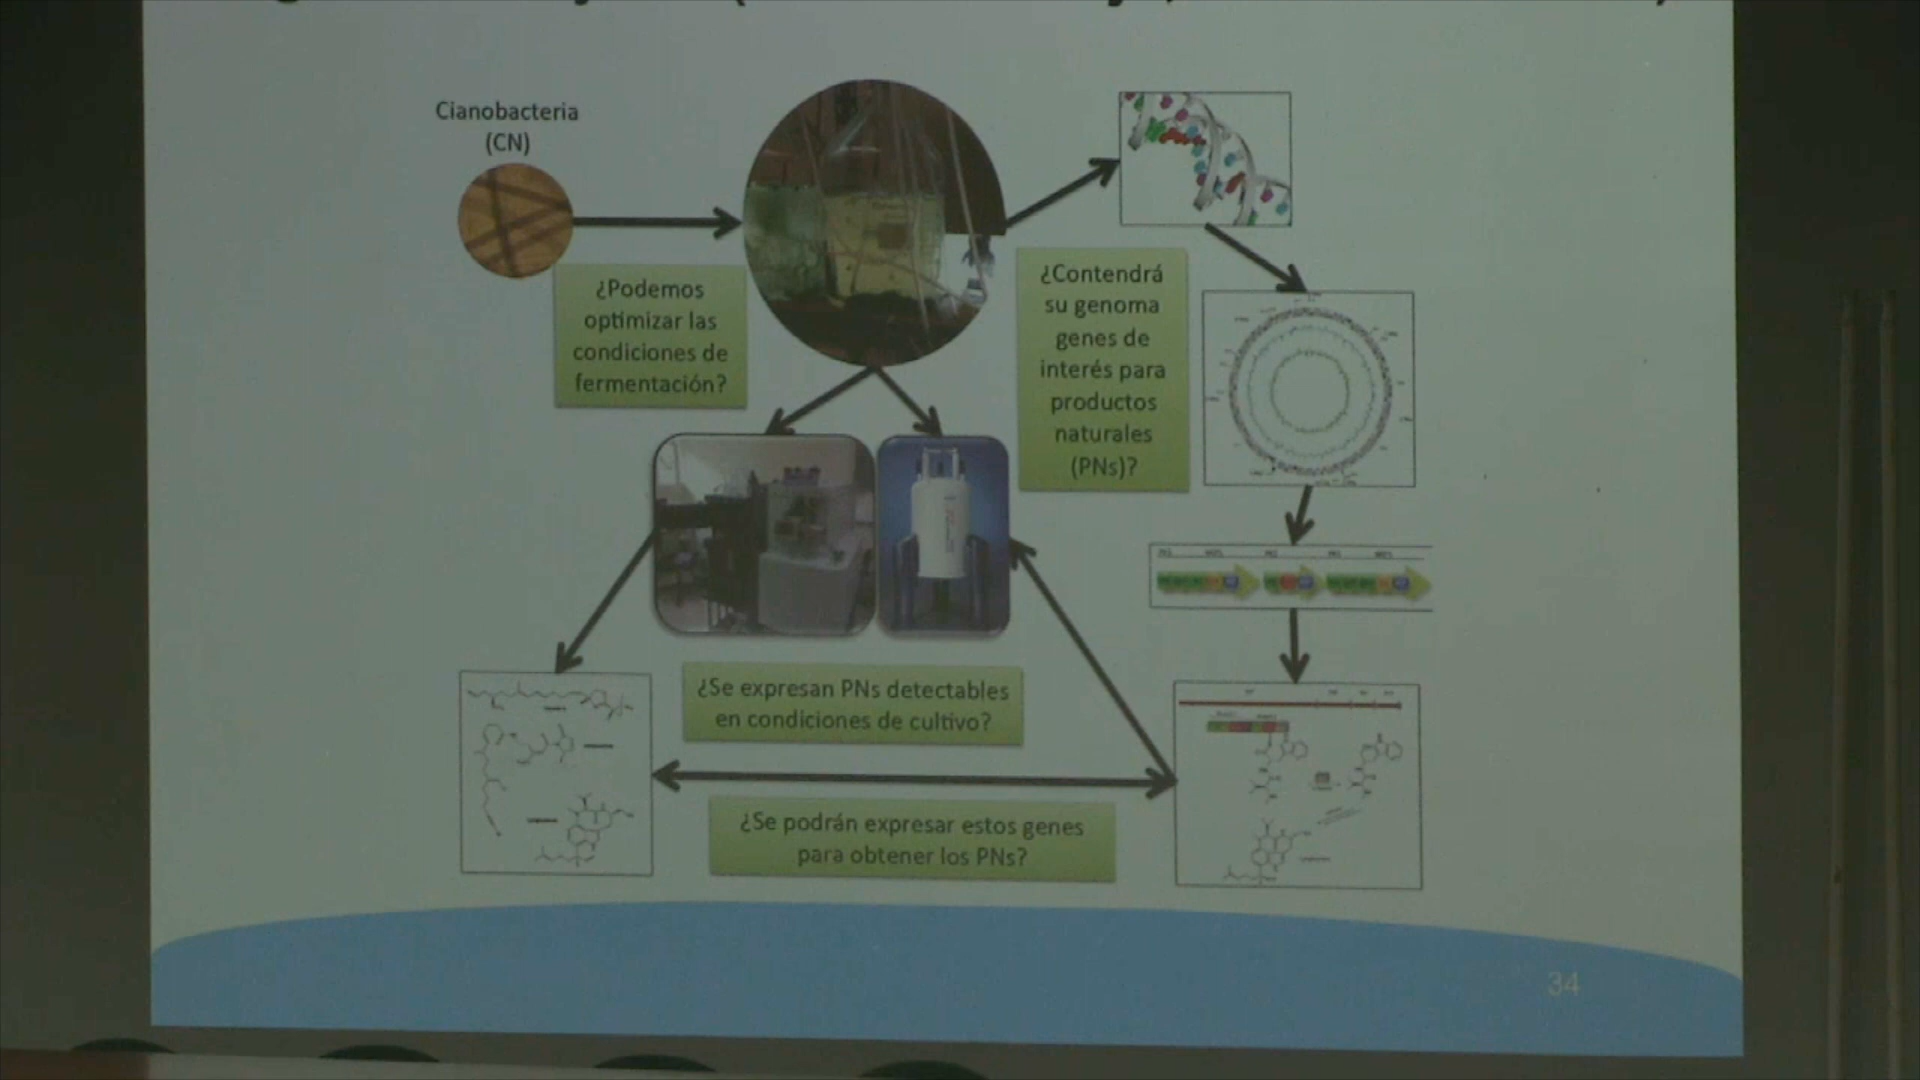 Cianobacteria
(CN)
¿Podemos
optimizar las
condiciones de
fermentación?
¿Contendrá
su genoma
genes de
interés para
productos
naturales
(PNs)?
¿Se expresan PNs detectables
en condiciones de cultivo?
¿Se podrán expresar estos genes
para obtener los PNs?
34